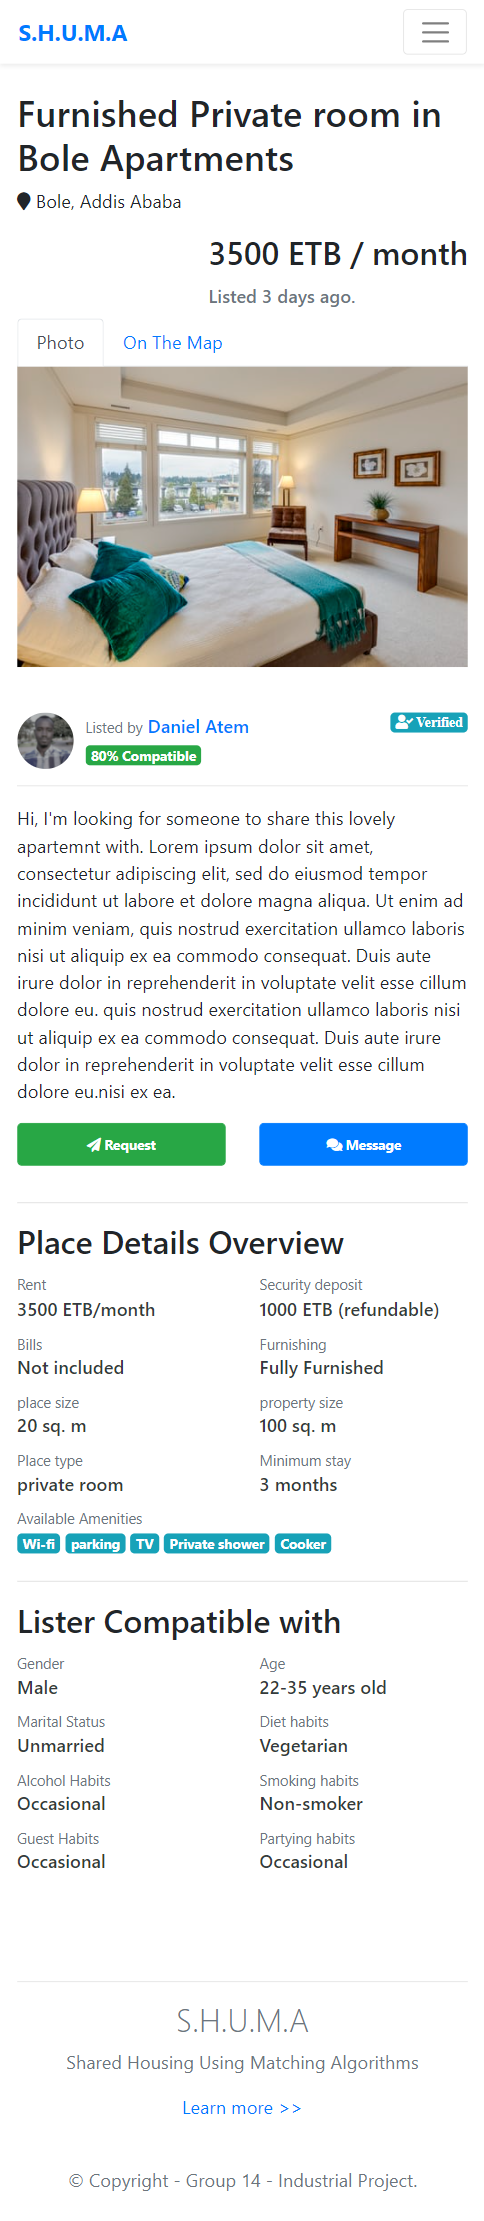 S.H.U.M.A
Furnished Private room in
Bole Apartments
Bole, Addis Ababa
3500 ETB / month
Listed 3 days ago.
Photo On The Map
Listed by Daniel Atem Verified
80% Compatible
Hi, I'm looking for someone to share this lovely
apartemnt with. Lorem ipsum dolor sit amet,
consectetur adipiscing elit, sed do eiusmod tempor
incididunt ut labore et dolore magna aliqua. Ut enim ad
minim veniam, quis nostrud exercitation ullamco laboris
nisi ut aliquip ex ea commodo consequat. Duis aute
irure dolor in reprehenderit in voluptate velit esse cillum
dolore eu. quis nostrud exercitation ullamco laboris nisi
ut aliquip ex ea commodo consequat. Duis aute irure
dolor in reprehenderit in voluptate velit esse cillum
dolore eu.nisi ex ea.
Request Message
Place Details Overview
Rent Security deposit
3500 ETB/month 1000 ETB (refundable)
Bills Furnishing
Not included Fully Furnished
place size property size
20 sq. m 100 sq. m
Place type Minimum stay
private room 3 months
Available Amenities
Wi-fi parking TV Private shower Cooker
Lister Compatible with
Gender Age
Male 22-35 years old
Marital Status Diet habits
Unmarried Vegetarian
Alcohol Habits Smoking habits
Occasional Non-smoker
Guest Habits Partying habits
Occasional Occasional
S.H.U.M.A
Shared Housing Using Matching Algorithms
Learn more >>
© Copyright - Group 14 - Industrial Project.